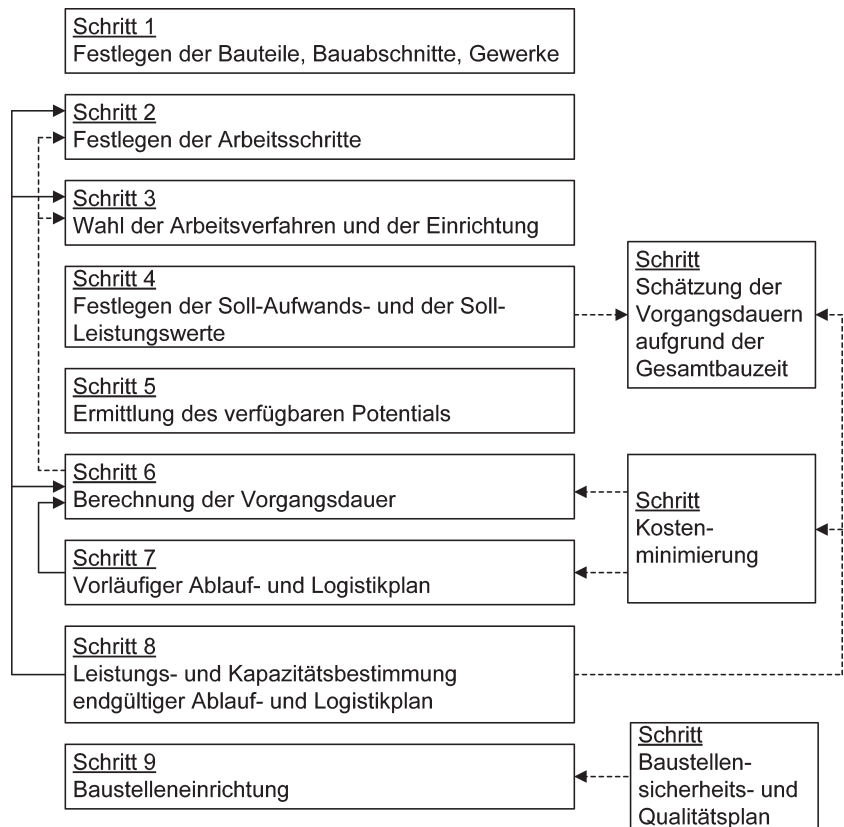 Schritt 1
Festlegen der Bauteile, Bauabschnitte, Gewerke
Schritt 2
Festlegen der Arbeitsschritte
Schritt 3
Wahl der Arbeitsverfahren und der Einrichtung
Schritt 4
Festlegen der Soll-Aufwands- und der Soll-
Leistungswerte
Schritt
Schätzung der
Vorgangsdauern
aufgrund der
Gesamtbauzeit
Schritt 5
Ermittlung des verfügbaren Potentials
Schritt 6
Berechnung der Vorgangsdauer
Schritt
Kosten-
minimierung
Schritt 7
Vorläufiger Ablauf- und Logistikplan
Schritt 8
Leistungs- und Kapazitätsbestimmung
endgültiger Ablauf- und Logistikplan
Schritt 9
Baustelleneinrichtung
Schritt
Baustellen-
sicherheits- und
Qualitätsplan